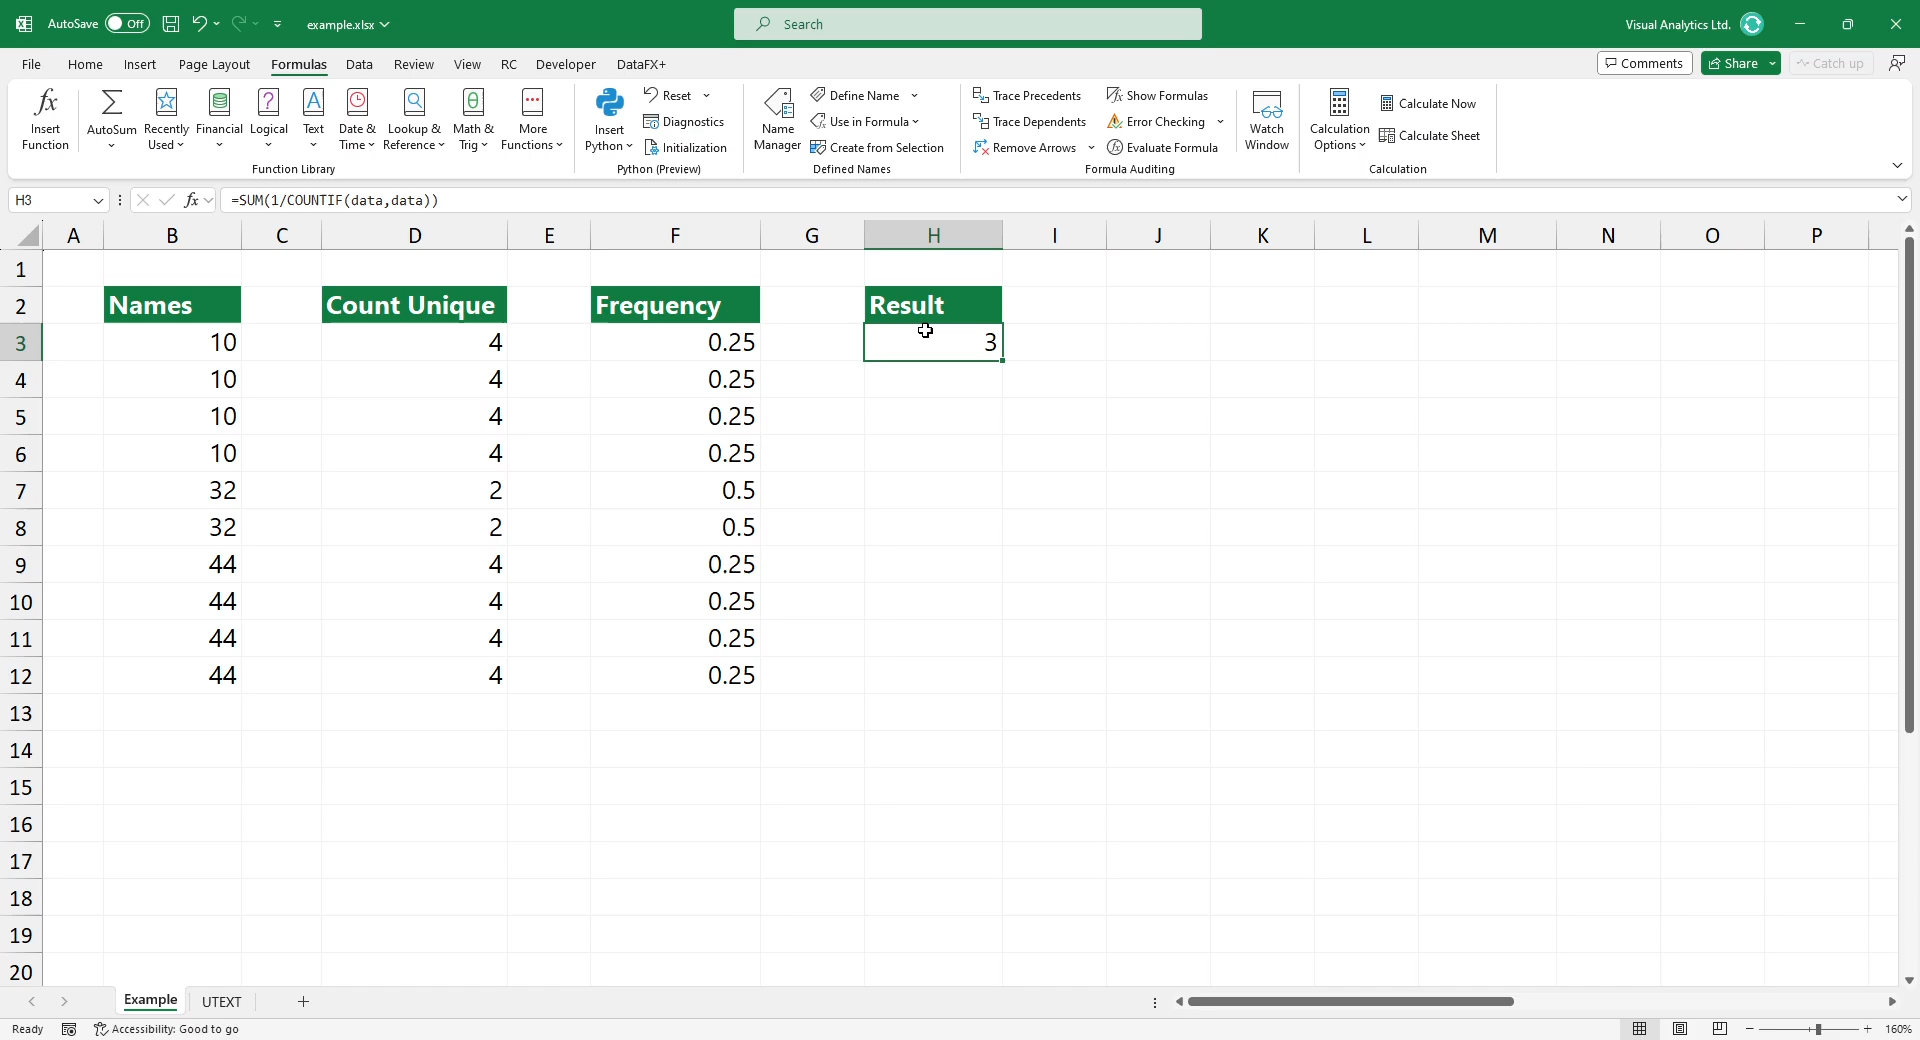 AutoSave Off example.xlsx Search Visual Analytics Ltd.
File Home Insert Page Layout Formulas Data Review View RC Developer DataFX+ Comments Share Catch up
fx Σ ? A θ
Insert Function
AutoSum
Recently Used
Financial
Logical
Text
Date & Time
Lookup & Reference
Math & Trig
More Functions
Function Library
Insert Python
Reset
Diagnostics
Initialization
Python (Preview)
Name Manager
Define Name
Use in Formula
Create from Selection
Defined Names
Trace Precedents
Trace Dependents
Remove Arrows
Show Formulas
Error Checking
Evaluate Formula
Formula Auditing
Watch Window
Calculation Options
Calculate Now
Calculate Sheet
Calculation
H3 fx =SUM(1/COUNTIF(data,data))
A B C D E F G H I J K L M N O P
1
2 Names Count Unique Frequency Result
3 10 4 0.25 3
4 10 4 0.25
5 10 4 0.25
6 10 4 0.25
7 32 2 0.5
8 32 2 0.5
9 44 4 0.25
10 44 4 0.25
11 44 4 0.25
12 44 4 0.25
13
14
15
16
17
18
19
20
Example UTEXT +
Ready Accessibility: Good to go 160%